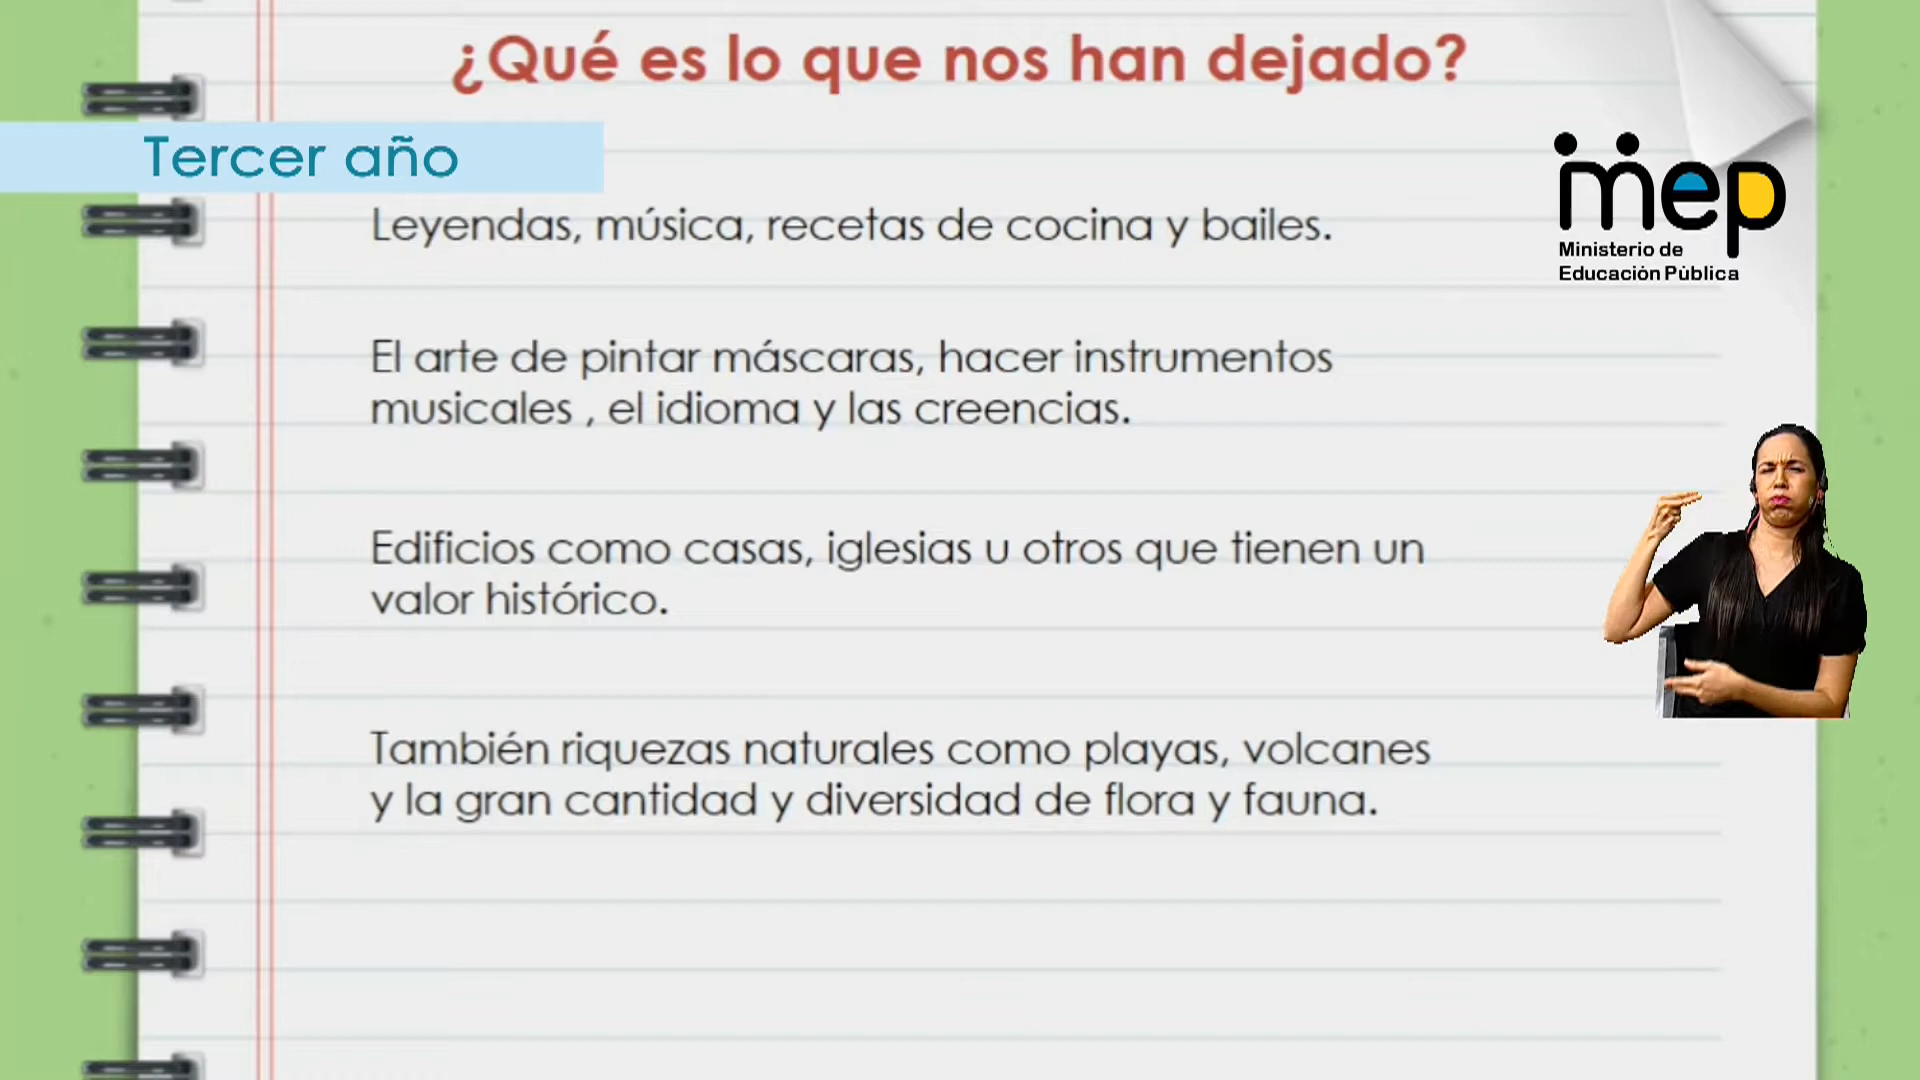 ¿Qué es lo que nos han dejado?
Tercer año
mep
Ministerio de
Educación Pública
Leyendas, música, recetas de cocina y bailes.
El arte de pintar máscaras, hacer instrumentos
musicales , el idioma y las creencias.
Edificios como casas, iglesias u otros que tienen un
valor histórico.
También riquezas naturales como playas, volcanes
y la gran cantidad y diversidad de flora y fauna.